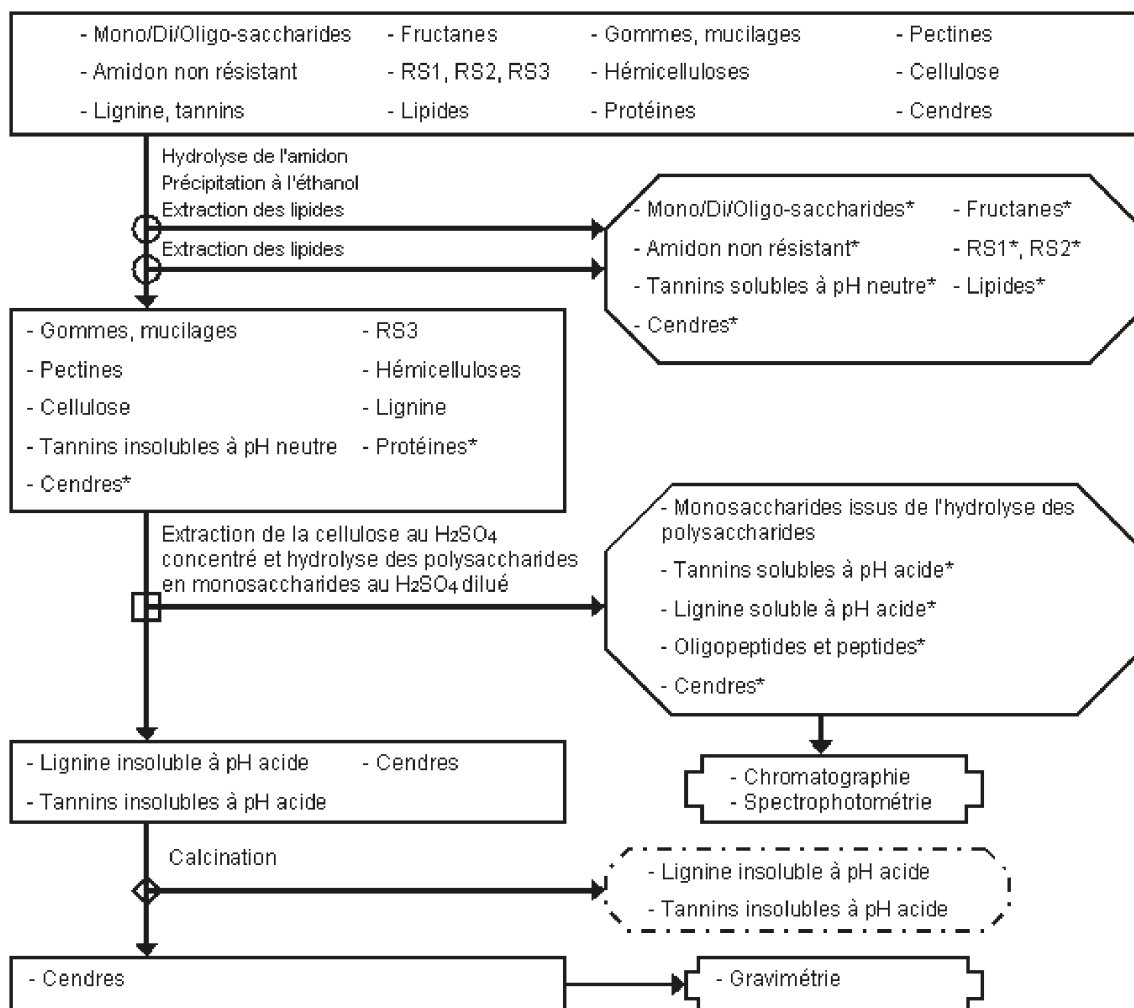 - Mono/Di/Oligo-saccharides - Fructanes - Gommes, mucilages - Pectines
- Amidon non résistant - RS1, RS2, RS3 - Hémicelluloses - Cellulose
- Lignine, tannins - Lipides - Protéines - Cendres
Hydrolyse de l'amidon
Précipitation à l'éthanol
Extraction des lipides
Extraction des lipides
- Mono/Di/Oligo-saccharides* - Fructanes*
- Amidon non résistant* - RS1*, RS2*
- Tannins solubles à pH neutre* - Lipides*
- Cendres*
- Gommes, mucilages - RS3
- Pectines - Hémicelluloses
- Cellulose - Lignine
- Tannins insolubles à pH neutre - Protéines*
- Cendres*
Extraction de la cellulose au H2SO4
concentré et hydrolyse des polysaccharides
en monosaccharides au H2SO4 dilué
- Monosaccharides issus de l'hydrolyse des
polysaccharides
- Tannins solubles à pH acide*
- Lignine soluble à pH acide*
- Oligopeptides et peptides*
- Cendres*
- Lignine insoluble à pH acide - Cendres
- Tannins insolubles à pH acide
- Chromatographie
- Spectrophotométrie
Calcination
- Lignine insoluble à pH acide
- Tannins insolubles à pH acide
- Cendres
- Gravimétrie